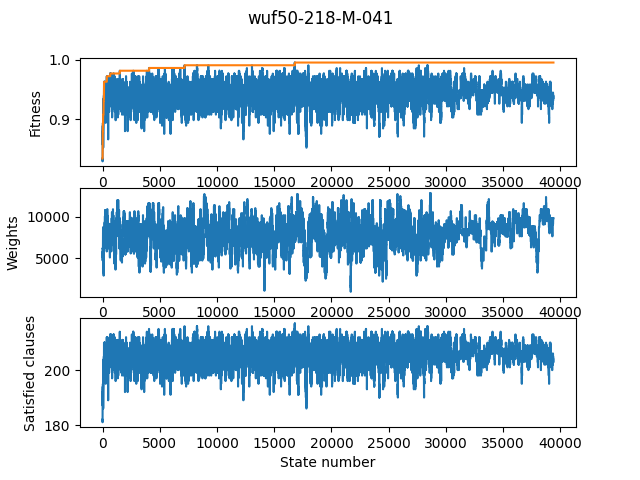 wuf50-218-M-041
1.0
0.9
Fitness
0 5000 10000 15000 20000 25000 30000 35000 40000
10000
5000
Weights
0 5000 10000 15000 20000 25000 30000 35000 40000
200
180
Satisfied clauses
0 5000 10000 15000 20000 25000 30000 35000 40000
State number